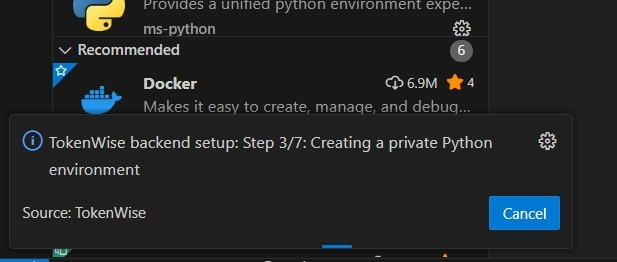 Provides a unified python environment expe...
ms-python
Recommended
6
Docker 6.9M 4
Makes it easy to create, manage, and debug...
TokenWise backend setup: Step 3/7: Creating a private Python
environment
Source: TokenWise
Cancel